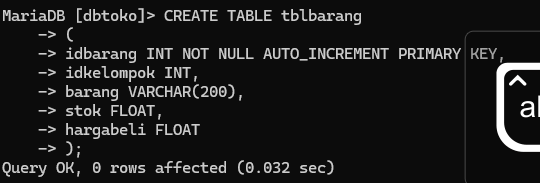 MariaDB [dbtoko]> CREATE TABLE tblbarang
-> (
-> idbarang INT NOT NULL AUTO_INCREMENT PRIMARY KEY,
-> idkelompok INT,
-> barang VARCHAR(200),
-> stok FLOAT,
-> hargabeli FLOAT
-> );
Query OK, 0 rows affected (0.032 sec)